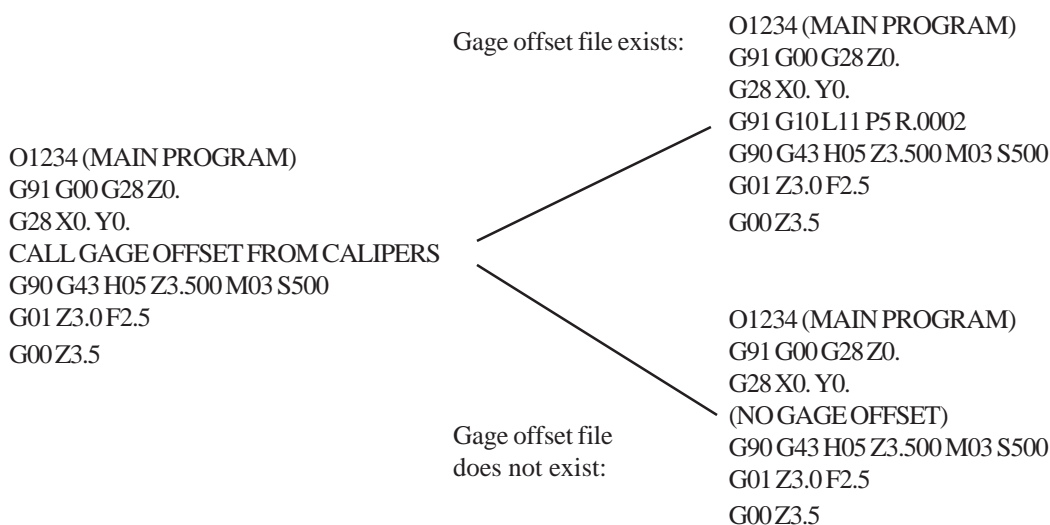 O1234 (MAIN PROGRAM)
G91 G00 G28 Z0.
G28 X0. Y0.
CALL GAGE OFFSET FROM CALIPERS
G90 G43 H05 Z3.500 M03 S500
G01 Z3.0 F2.5
G00 Z3.5
Gage offset file exists:
O1234 (MAIN PROGRAM)
G91 G00 G28 Z0.
G28 X0. Y0.
G91 G10 L11 P5 R.0002
G90 G43 H05 Z3.500 M03 S500
G01 Z3.0 F2.5
G00 Z3.5
Gage offset file
does not exist:
O1234 (MAIN PROGRAM)
G91 G00 G28 Z0.
G28 X0. Y0.
(NO GAGE OFFSET)
G90 G43 H05 Z3.500 M03 S500
G01 Z3.0 F2.5
G00 Z3.5